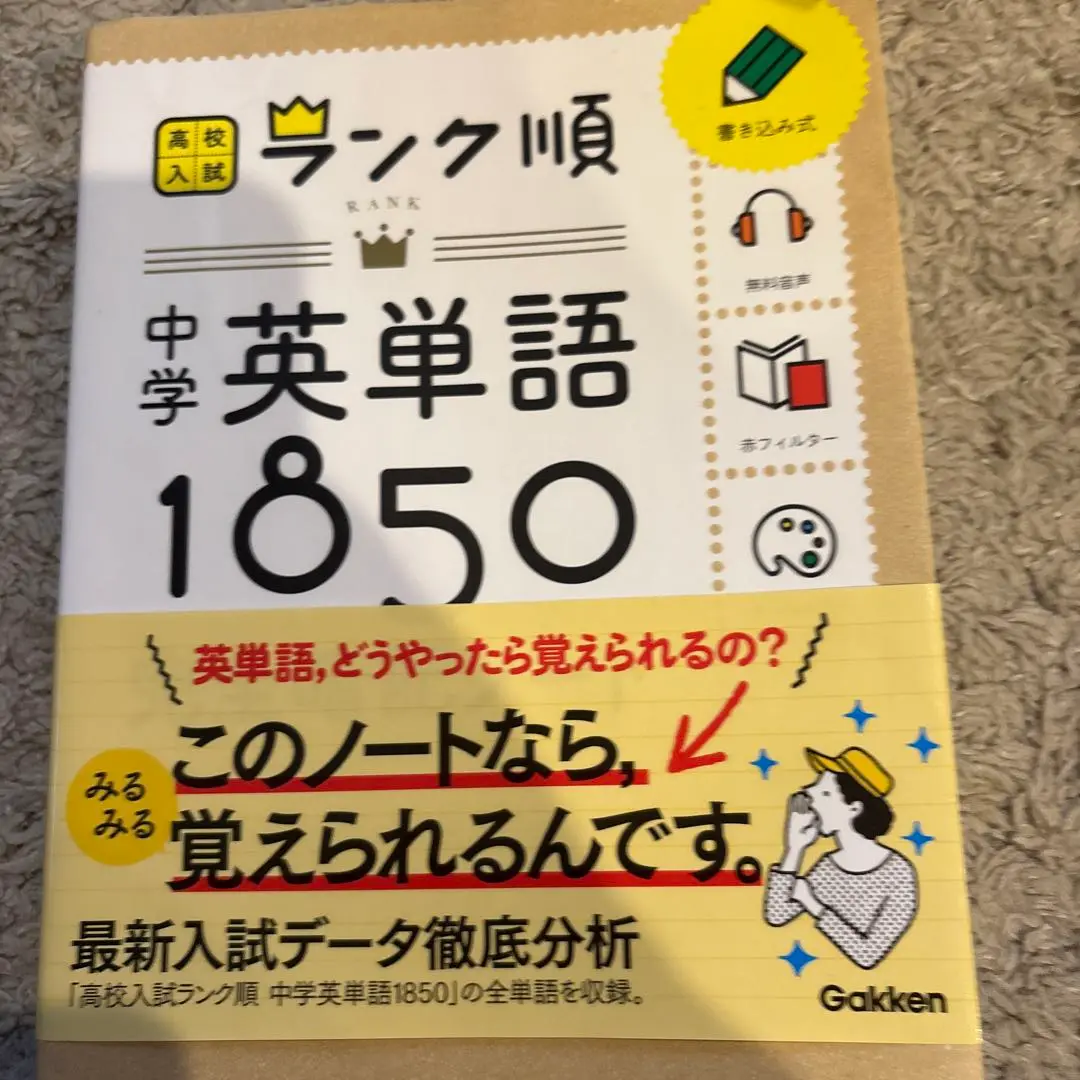 高校入試
ランク順
RANK
中学
英単語
1850
書き込み式
無料音声
赤フィルター
英単語,どうやったら覚えられるの?
このノートなら,
みるみる
覚えられるんです。
最新入試データ徹底分析
「高校入試ランク順 中学英単語1850」の全単語を収録。
Gakken